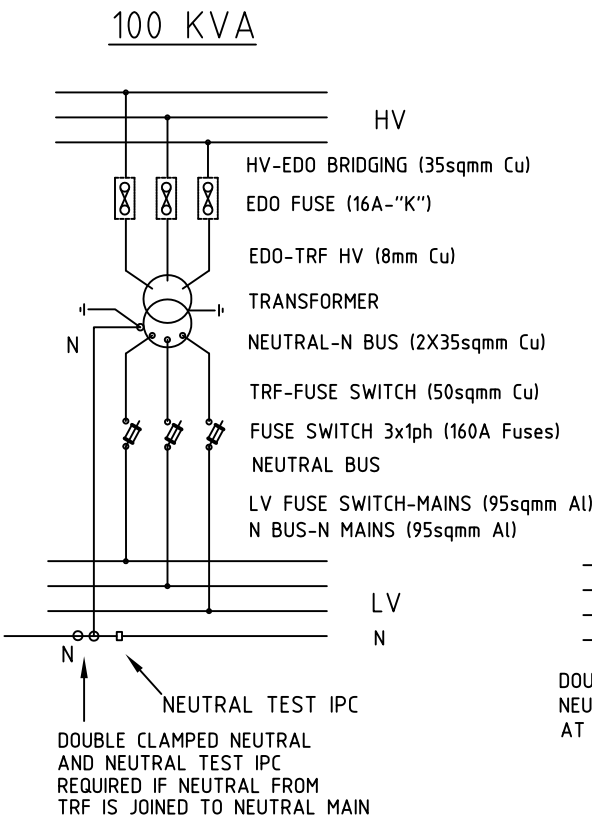 100 KVA
HV
HV-EDO BRIDGING (35sqmm Cu)
EDO FUSE (16A-"K")
EDO-TRF HV (8mm Cu)
TRANSFORMER
N
NEUTRAL-N BUS (2X35sqmm Cu)
TRF-FUSE SWITCH (50sqmm Cu)
FUSE SWITCH 3x1ph (160A Fuses)
NEUTRAL BUS
LV FUSE SWITCH-MAINS (95sqmm Al)
N BUS-N MAINS (95sqmm Al)
LV
N
N
NEUTRAL TEST IPC
DOUBLE CLAMPED NEUTRAL
AND NEUTRAL TEST IPC
REQUIRED IF NEUTRAL FROM
TRF IS JOINED TO NEUTRAL MAIN
DOU
NEU
AT